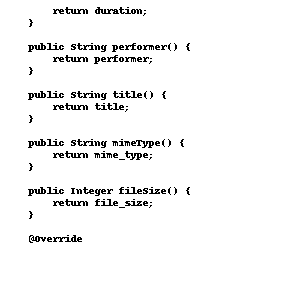 return duration;
    }

    public String performer() {
        return performer;
    }

    public String title() {
        return title;
    }

    public String mimeType() {
        return mime_type;
    }

    public Integer fileSize() {
        return file_size;
    }

    @Override